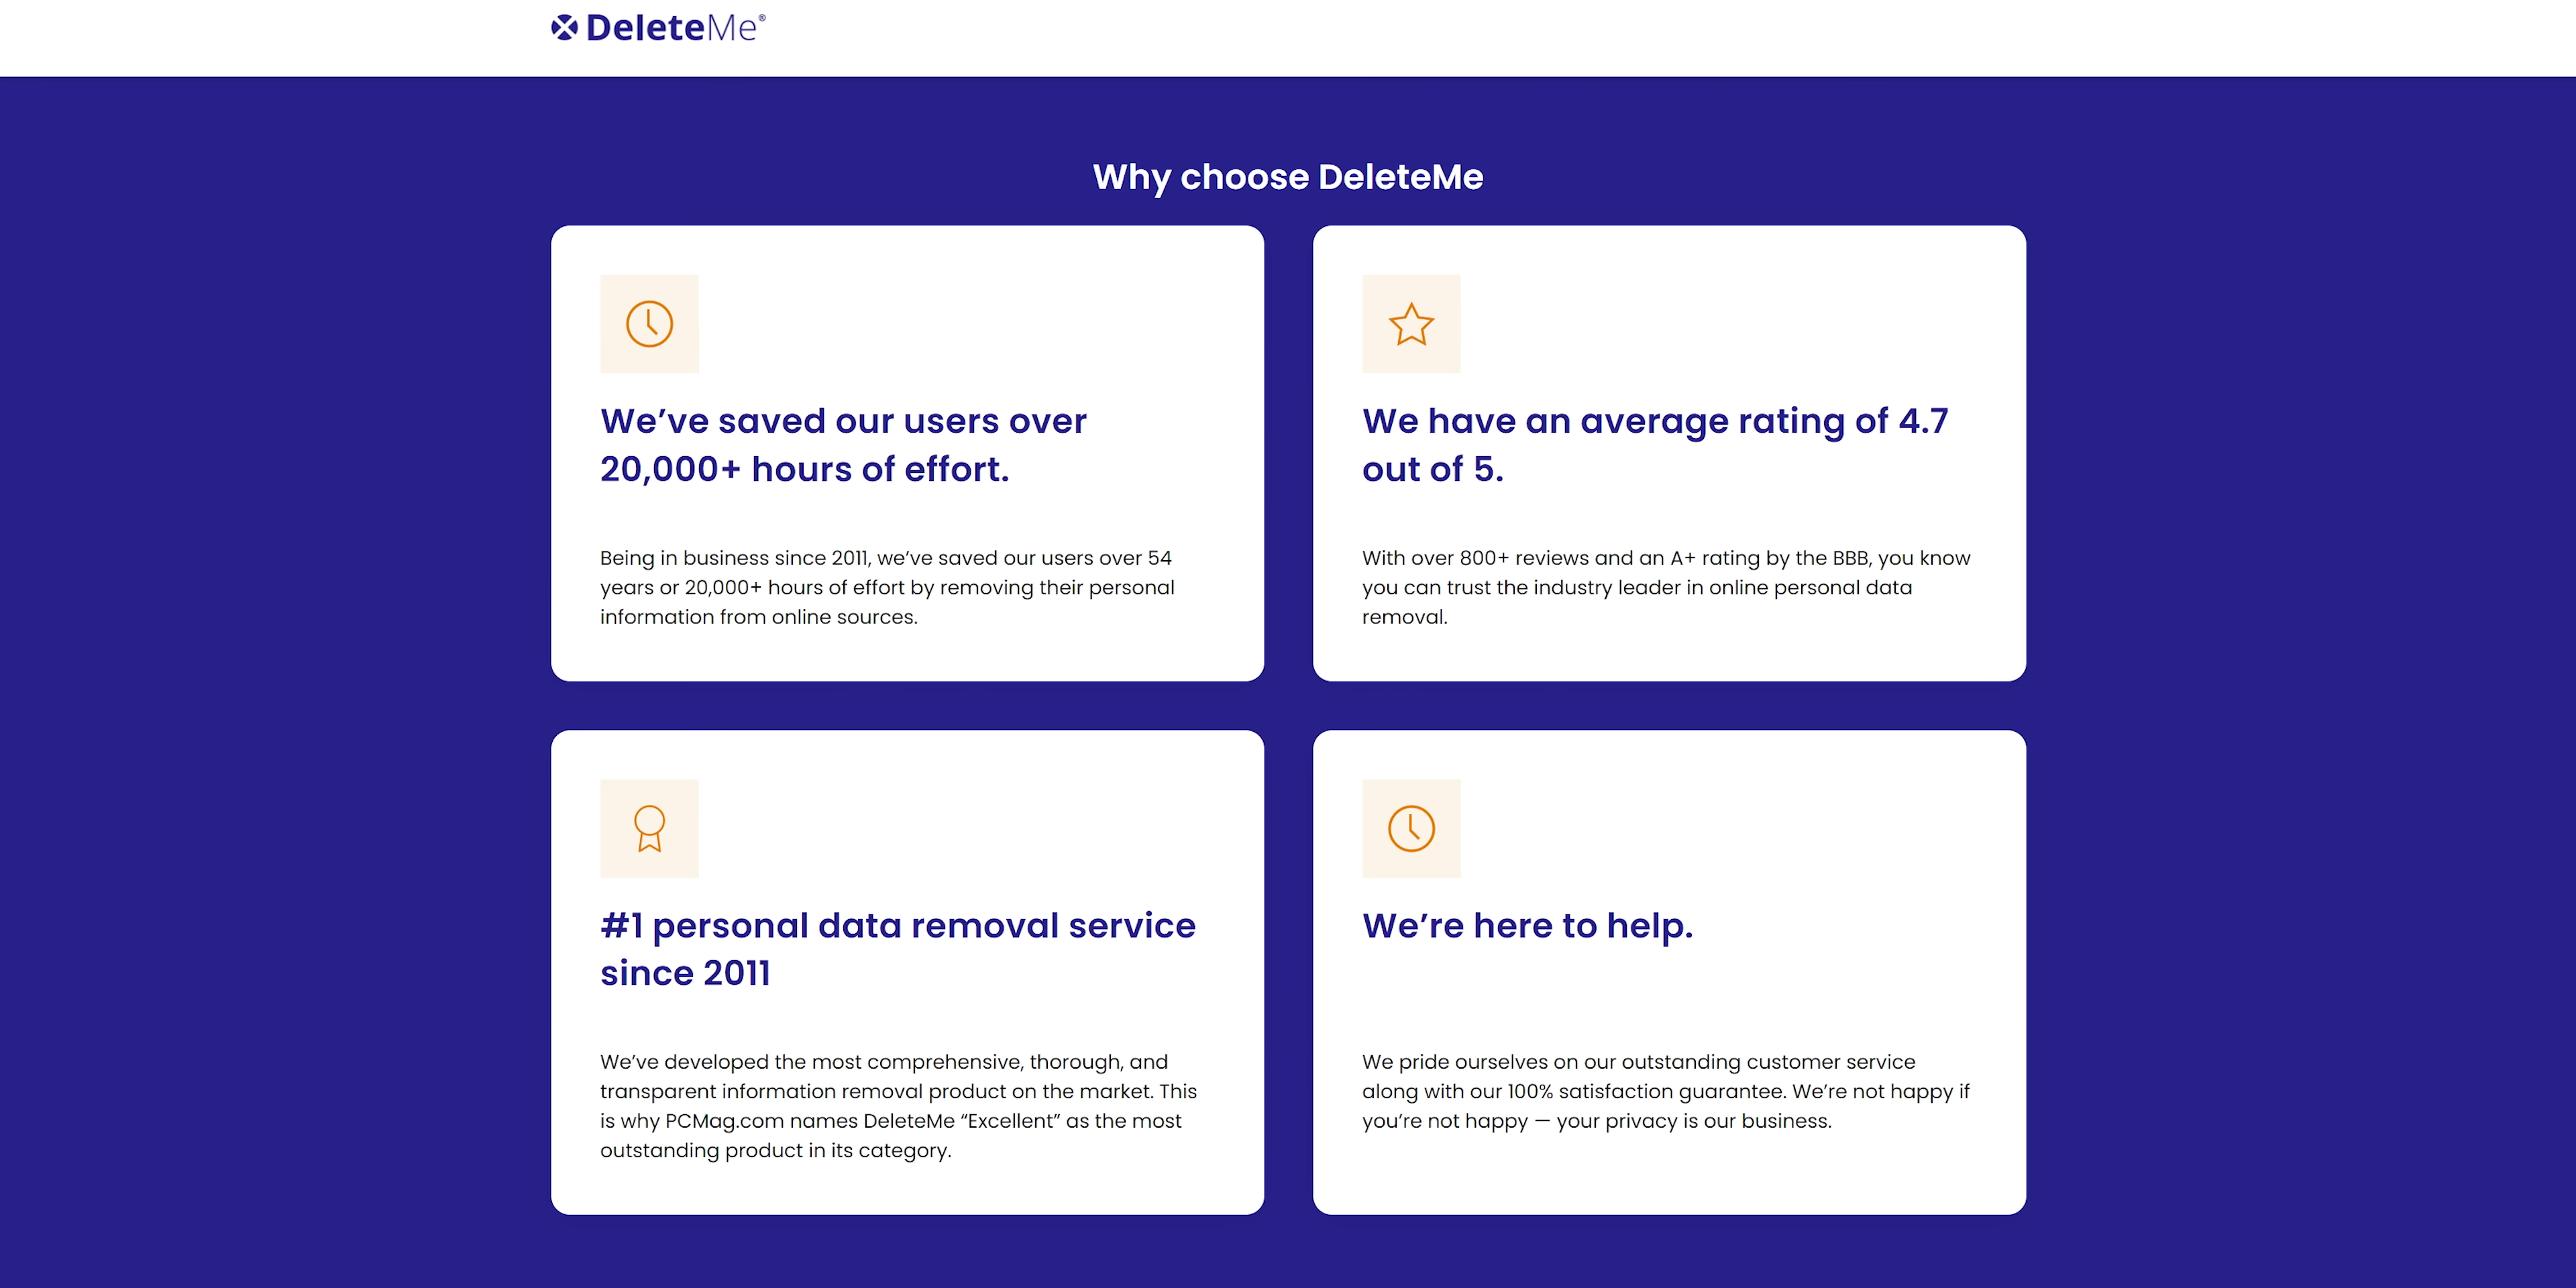 DeleteMe®
Why choose DeleteMe
We’ve saved our users over
20,000+ hours of effort.
Being in business since 2011, we’ve saved our users over 54
years or 20,000+ hours of effort by removing their personal
information from online sources.
We have an average rating of 4.7
out of 5.
With over 800+ reviews and an A+ rating by the BBB, you know
you can trust the industry leader in online personal data
removal.
#1 personal data removal service
since 2011
We’ve developed the most comprehensive, thorough, and
transparent information removal product on the market. This
is why PCMag.com names DeleteMe “Excellent” as the most
outstanding product in its category.
We’re here to help.
We pride ourselves on our outstanding customer service
along with our 100% satisfaction guarantee. We’re not happy if
you’re not happy — your privacy is our business.